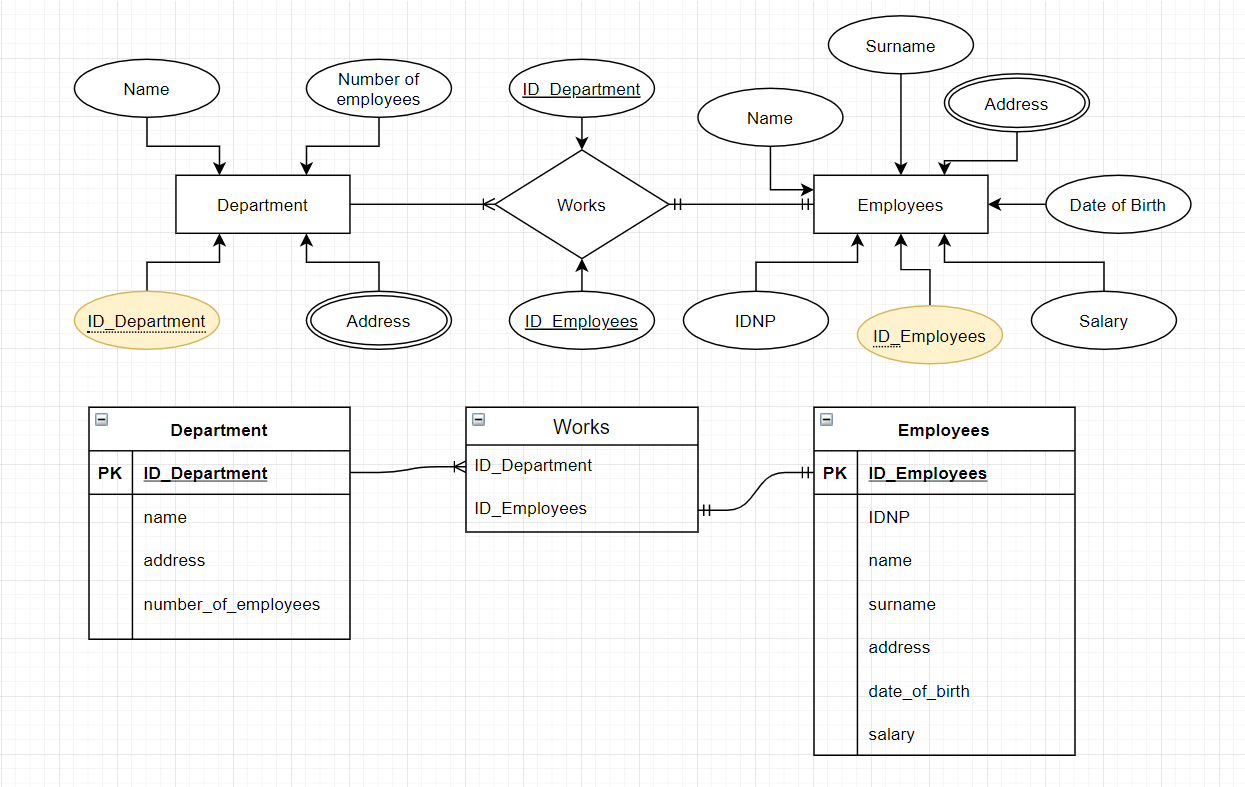 Surname
Name
Number of
employees
ID_Department
Name
Address
Department
Works
Employees
Date of Birth
ID_Department
Address
ID_Employees
IDNP
ID_Employees
Salary
Department
PK
ID_Department
name
address
number_of_employees
Works
ID_Department
ID_Employees
Employees
PK
ID_Employees
IDNP
name
surname
address
date_of_birth
salary